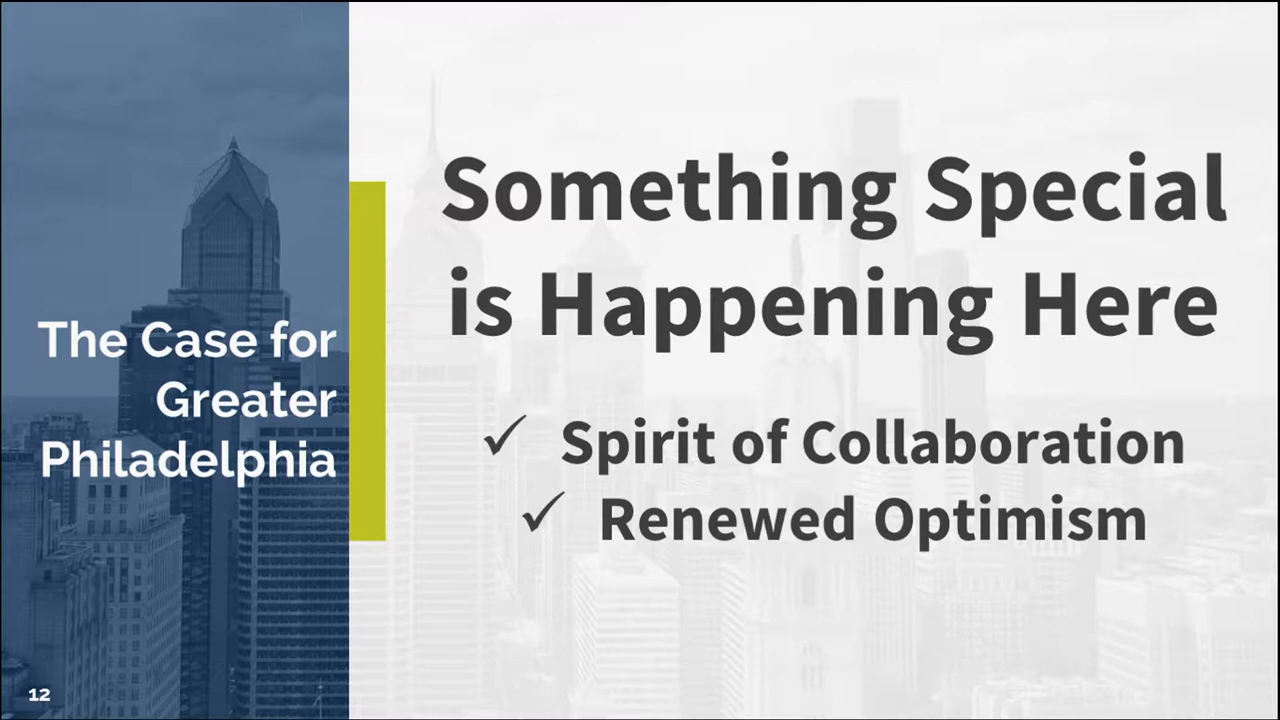 The Case for
Greater
Philadelphia
Something Special
is Happening Here
✓ Spirit of Collaboration
✓ Renewed Optimism
12